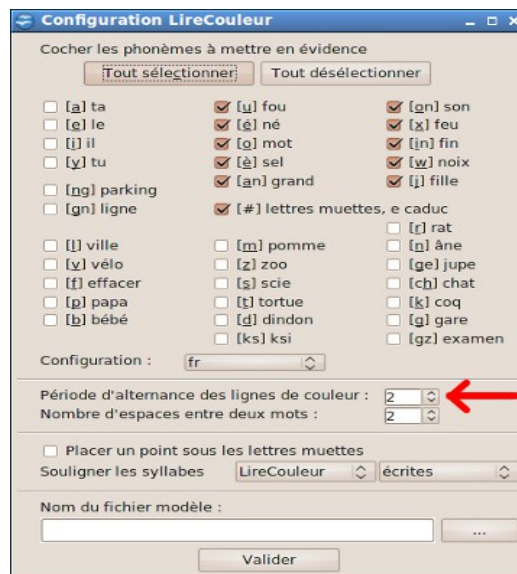 Configuration LireCouleur
Cocher les phonèmes à mettre en évidence
Tout sélectionner Tout désélectionner
[a] ta [u] fou [on] son
[e] le [é] né [x] feu
[i] il [o] mot [in] fin
[y] tu [è] sel [w] noix
[an] grand [j] fille
[ng] parking
[gn] ligne [#] lettres muettes, e caduc
[r] rat
[l] ville [m] pomme [n] âne
[v] vélo [z] zoo [ge] jupe
[f] effacer [s] scie [ch] chat
[p] papa [t] tortue [k] coq
[b] bébé [d] dindon [g] gare
[ks] ksi [gz] examen
Configuration : fr
Période d'alternance des lignes de couleur : 2
Nombre d'espaces entre deux mots : 2
Placer un point sous les lettres muettes
Souligner les syllabes LireCouleur écrites
Nom du fichier modèle :
...
Valider